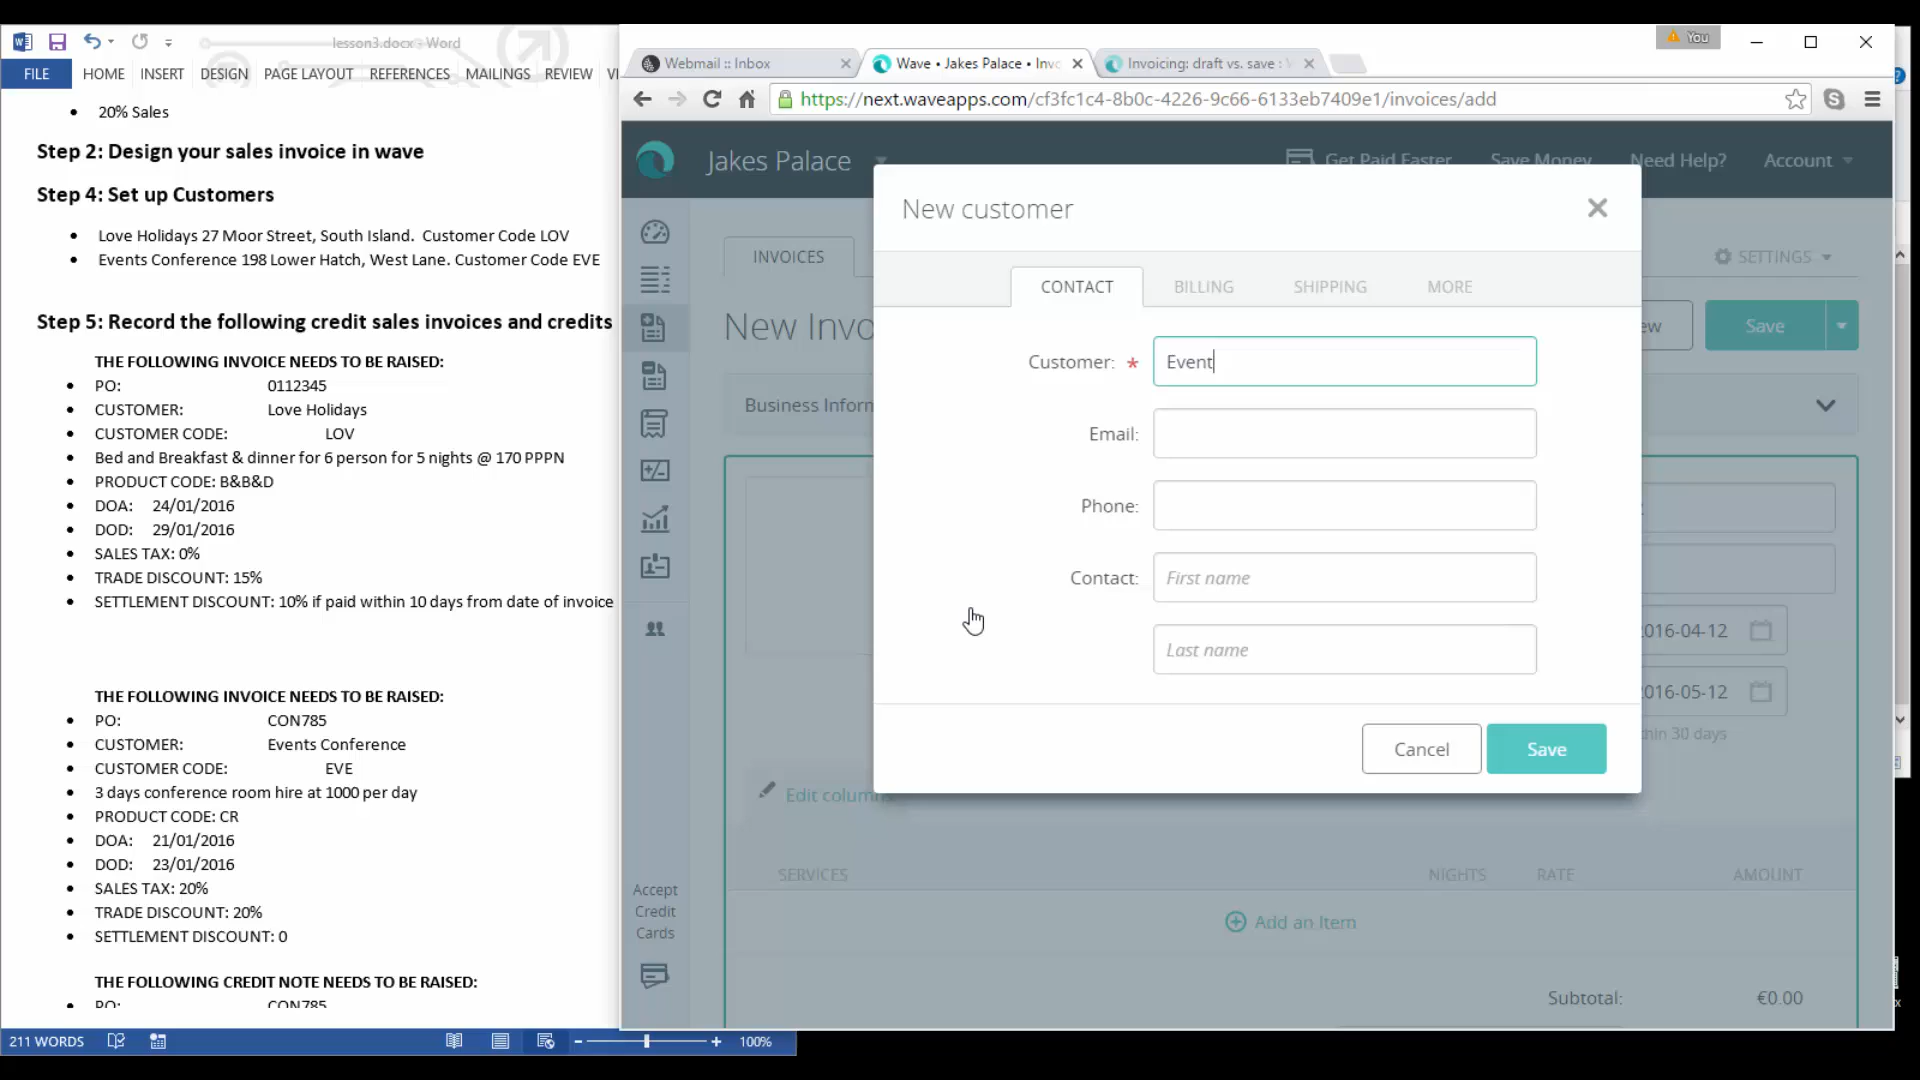 lesson3.docx - Word
FILE HOME INSERT DESIGN PAGE LAYOUT REFERENCES MAILINGS REVIEW VI
20% Sales
Step 2: Design your sales invoice in wave
Step 4: Set up Customers
Love Holidays 27 Moor Street, South Island. Customer Code LOV
Events Conference 198 Lower Hatch, West Lane. Customer Code EVE
Step 5: Record the following credit sales invoices and credits
THE FOLLOWING INVOICE NEEDS TO BE RAISED:
PO: 0112345
CUSTOMER: Love Holidays
CUSTOMER CODE: LOV
Bed and Breakfast & dinner for 6 person for 5 nights @ 170 PPPN
PRODUCT CODE: B&B&D
DOA: 24/01/2016
DOD: 29/01/2016
SALES TAX: 0%
TRADE DISCOUNT: 15%
SETTLEMENT DISCOUNT: 10% if paid within 10 days from date of invoice
THE FOLLOWING INVOICE NEEDS TO BE RAISED:
PO: CON785
CUSTOMER: Events Conference
CUSTOMER CODE: EVE
3 days conference room hire at 1000 per day
PRODUCT CODE: CR
DOA: 21/01/2016
DOD: 23/01/2016
SALES TAX: 20%
TRADE DISCOUNT: 20%
SETTLEMENT DISCOUNT: 0
THE FOLLOWING CREDIT NOTE NEEDS TO BE RAISED:
PO: CON785
211 WORDS 100%
You
Webmail :: Inbox
Wave • Jakes Palace • Invo
Invoicing: draft vs. save :
https://next.waveapps.com/cf3fc1c4-8b0c-4226-9c66-6133eb7409e1/invoices/add
Jakes Palace Get Paid Faster Save Money Need Help? Account
INVOICES SETTINGS
New Invo ew Save
Business Inforn
New customer
CONTACT BILLING SHIPPING MORE
Customer: * Event
Email:
Phone:
Contact: First name
Last name
Cancel Save
2016-04-12
2016-05-12
hin 30 days
Edit columns
SERVICES NIGHTS RATE AMOUNT
Add an Item
Subtotal: €0.00
Accept
Credit
Cards